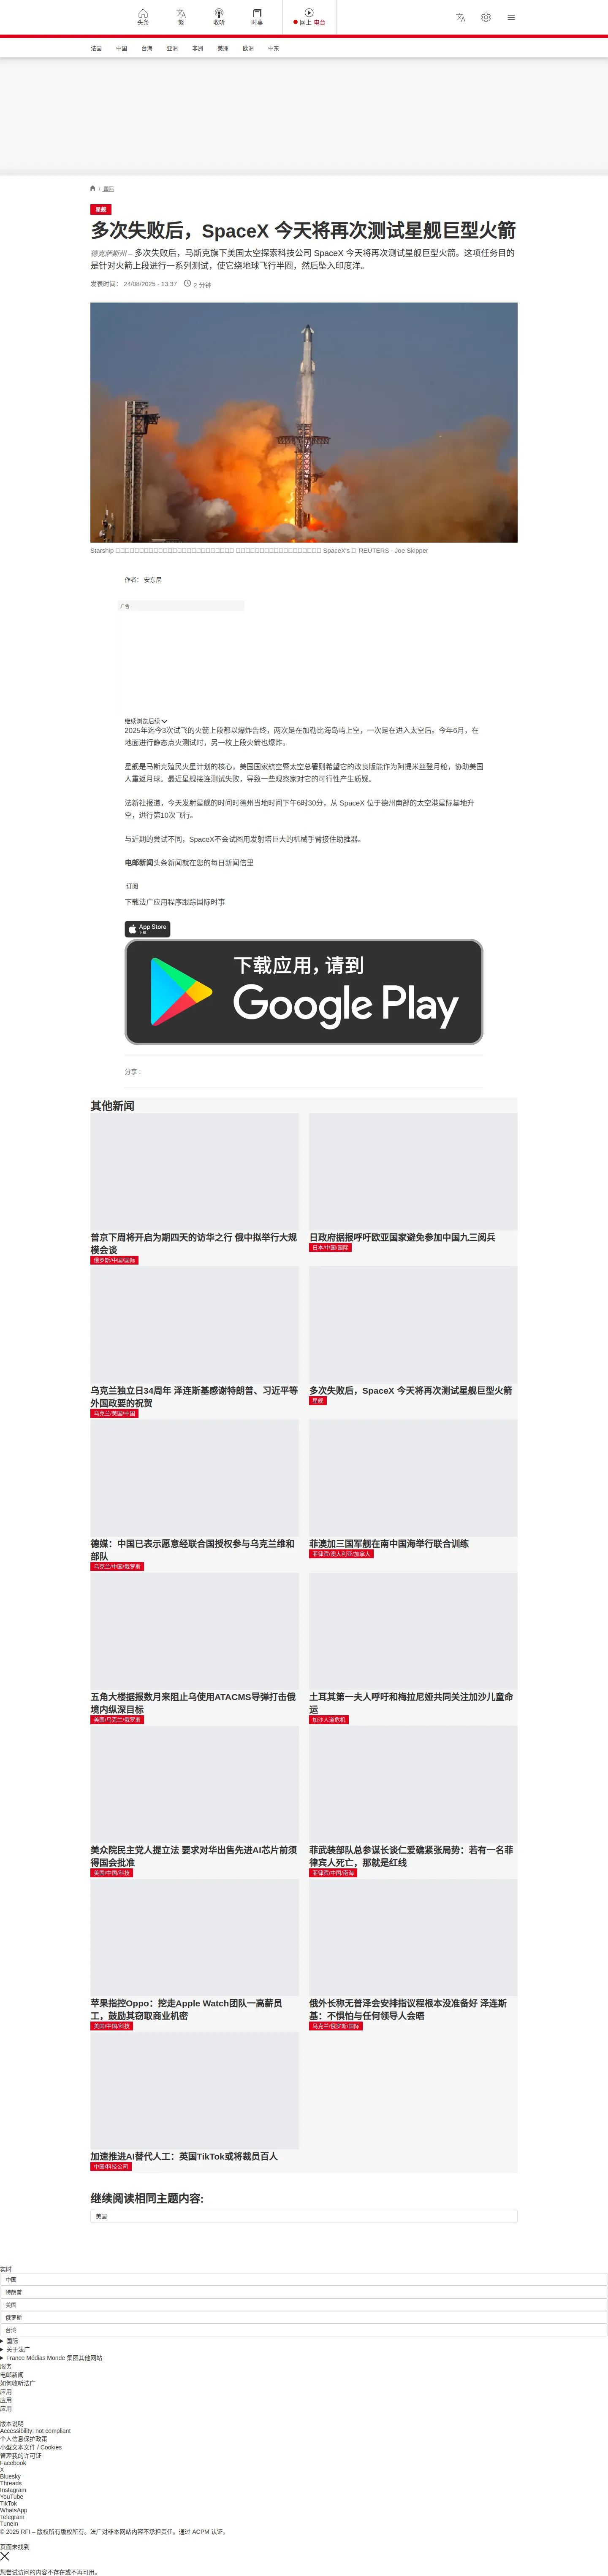 头条
繁
收听
时事
网上 电台
法国 中国 台海 亚洲 非洲 美洲 欧洲 中东
/ 国际
星舰
多次失败后，SpaceX 今天将再次测试星舰巨型火箭
德克萨斯州 – 多次失败后，马斯克旗下美国太空探索科技公司 SpaceX 今天将再次测试星舰巨型火箭。这项任务目的
是针对火箭上段进行一系列测试，使它绕地球飞行半圈，然后坠入印度洋。
发表时间： 24/08/2025 - 13:37 2 分钟
Starship SpaceX's REUTERS - Joe Skipper
作者： 安东尼
广告
继续浏览后续
2025年迄今3次试飞的火箭上段都以爆炸告终，两次是在加勒比海岛屿上空，一次是在进入太空后。今年6月，在
地面进行静态点火测试时，另一枚上段火箭也爆炸。
星舰是马斯克殖民火星计划的核心，美国国家航空暨太空总署则希望它的改良版能作为阿提米丝登月舱，协助美国
人重返月球。最近星舰接连测试失败，导致一些观察家对它的可行性产生质疑。
法新社报道，今天发射星舰的时间时德州当地时间下午6时30分，从 SpaceX 位于德州南部的太空港星际基地升
空，进行第10次飞行。
与近期的尝试不同，SpaceX不会试图用发射塔巨大的机械手臂接住助推器。
电邮新闻头条新闻就在您的每日新闻信里
订阅
下载法广应用程序跟踪国际时事
App Store
下载
下载应用，请到
Google Play
分享 :
其他新闻
普京下周将开启为期四天的访华之行 俄中拟举行大规
模会谈
俄罗斯/中国/国际
日政府据报呼吁欧亚国家避免参加中国九三阅兵
日本/中国/国际
乌克兰独立日34周年 泽连斯基感谢特朗普、习近平等
外国政要的祝贺
乌克兰/美国/中国
多次失败后，SpaceX 今天将再次测试星舰巨型火箭
星舰
德媒：中国已表示愿意经联合国授权参与乌克兰维和
部队
乌克兰/中国/俄罗斯
菲澳加三国军舰在南中国海举行联合训练
菲律宾/澳大利亚/加拿大
五角大楼据报数月来阻止乌使用ATACMS导弹打击俄
境内纵深目标
美国/乌克兰/俄罗斯
土耳其第一夫人呼吁和梅拉尼娅共同关注加沙儿童命
运
加沙人道危机
美众院民主党人提立法 要求对华出售先进AI芯片前须
得国会批准
美国/中国/科技
菲武装部队总参谋长谈仁爱礁紧张局势：若有一名菲
律宾人死亡，那就是红线
菲律宾/中国/南海
苹果指控Oppo：挖走Apple Watch团队一高薪员
工，鼓励其窃取商业机密
美国/中国/科技
俄外长称无普泽会安排指议程根本没准备好 泽连斯
基：不惧怕与任何领导人会晤
乌克兰/俄罗斯/国际
加速推进AI替代人工：英国TikTok或将裁员百人
中国/科技公司
继续阅读相同主题内容:
美国
实时
中国
特朗普
美国
俄罗斯
台湾
国际
关于法广
France Médias Monde 集团其他网站
服务
电邮新闻
如何收听法广
应用
应用
应用
版本说明
Accessibility: not compliant
个人信息保护政策
小型文本文件 / Cookies
管理我的许可证
Facebook
X
Bluesky
Threads
Instagram
YouTube
TikTok
WhatsApp
Telegram
TuneIn
© 2025 RFI – 版权所有版权所有。法广对非本网站内容不承担责任。通过 ACPM 认证。
页面未找到
您尝试访问的内容不存在或不再可用。